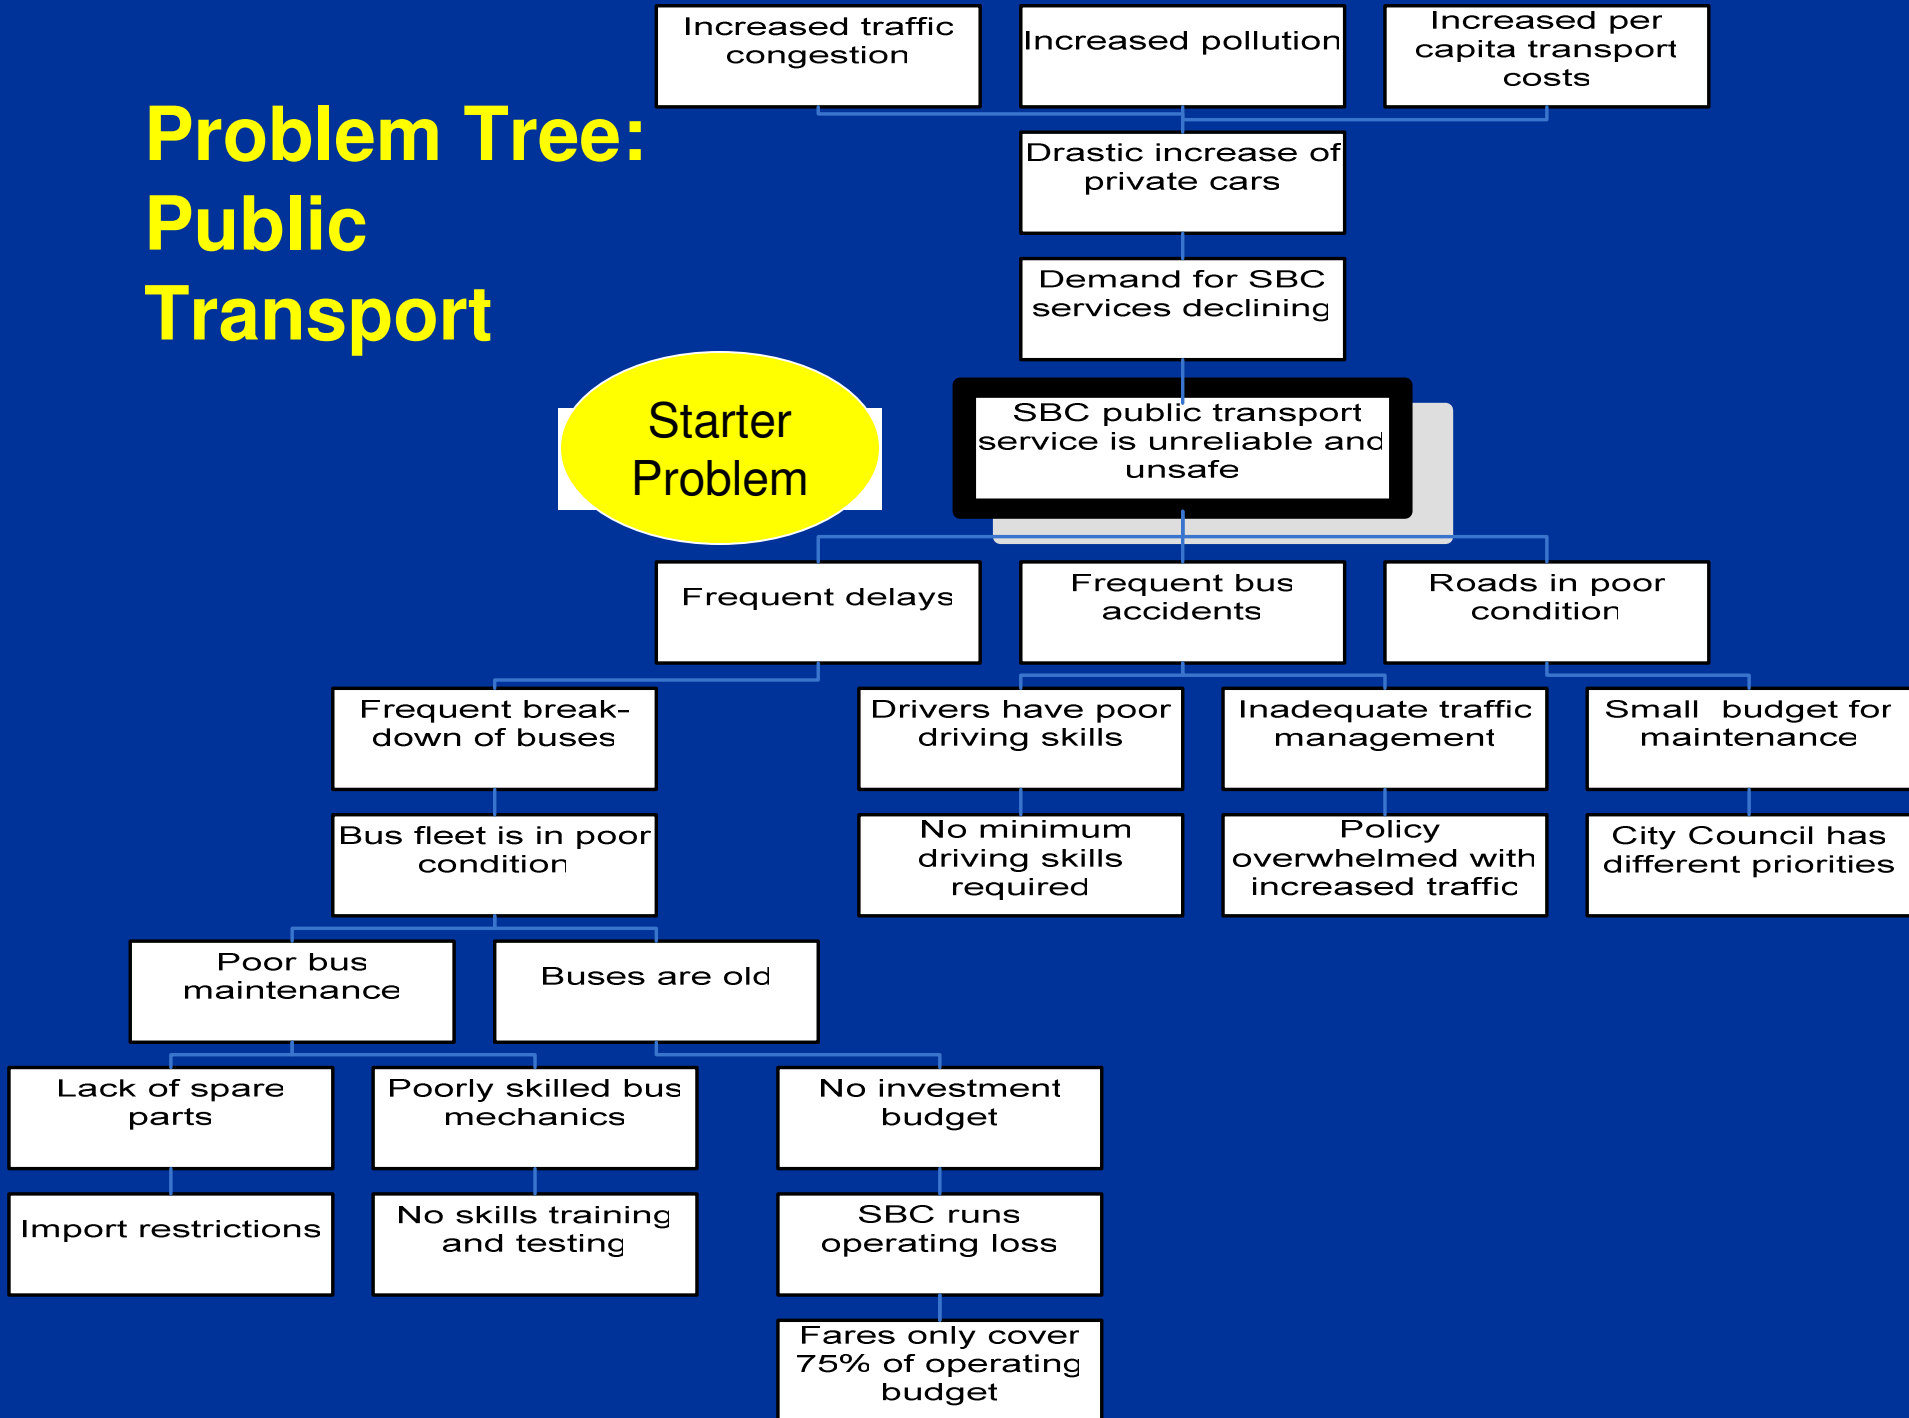 Increased traffic
congestion
Increased pollution
Increased per
capita transport
costs
Problem Tree:
Public
Transport
Drastic increase of
private cars
Demand for SBC
services declining
Starter
Problem
SBC public transport
service is unreliable and
unsafe
Frequent delays
Frequent bus
accidents
Roads in poor
condition
Frequent break-
down of buses
Drivers have poor
driving skills
Inadequate traffic
management
Small budget for
maintenance
Bus fleet is in poor
condition
No minimum
driving skills
required
Policy
overwhelmed with
increased traffic
City Council has
different priorities
Poor bus
maintenance
Buses are old
Lack of spare
parts
Poorly skilled bus
mechanics
No investment
budget
Import restrictions
No skills training
and testing
SBC runs
operating loss
Fares only cover
75% of operating
budget